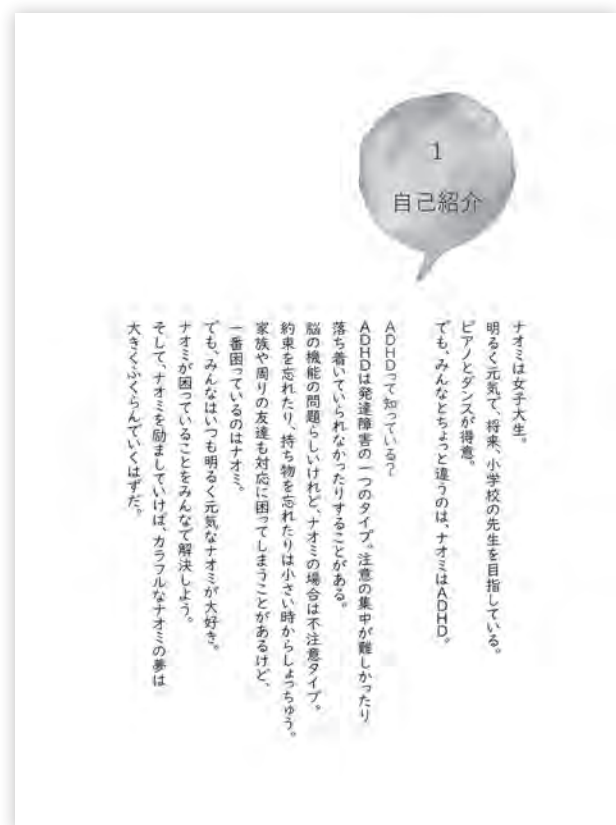 1
自己紹介
ナオミは女子大生。
明るく元気で、将来、小学校の先生を目指している。
ピアノとダンスが得意。
でも、みんなとちょっと違うのは、ナオミはADHD。
ADHDって知っている?
ADHDは発達障害の一つのタイプ。注意の集中が難しかったり
落ち着いていられなかったりすることがある。
脳の機能の問題らしいけれど、ナオミの場合は不注意タイプ。
約束を忘れたり、持ち物を忘れたりは小さい時からしょっちゅう。
家族や周りの友達も対応に困ってしまうことがあるけど、
一番困っているのはナオミ。
でも、みんなはいつも明るく元気なナオミが大好き。
ナオミが困っていることをみんなで解決しよう。
そして、ナオミを励ましていけば、カラフルなナオミの夢は
大きくふくらんでいくはずだ。